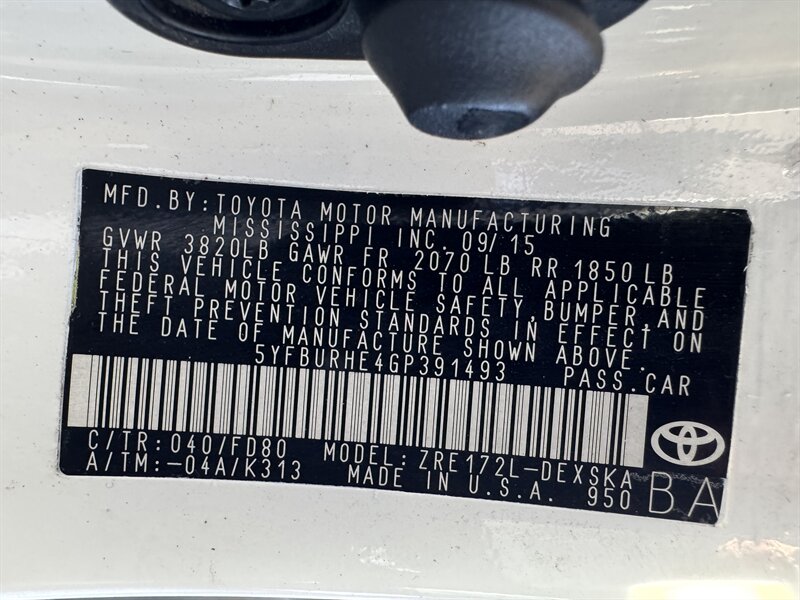 MFD.BY:TOYOTA MOTOR MANUFACTURING
MISSISSIPPI INC. 09/15
GVWR 3820LB GAWR FR 2070 LB RR 1850 LB
THIS VEHICLE CONFORMS TO ALL APPLICABLE
FEDERAL MOTOR VEHICLE SAFETY,BUMPER,AND
THEFT PREVENTION STANDARDS IN EFFECT ON
THE DATE OF MANUFACTURE SHOWN ABOVE.
5YFBURHE4GP391493 PASS.CAR
C/TR: 040/FD80 MODEL: ZRE172L-DEXSKA
A/TM:-04A/K313 MADE IN U.S.A. 950 BA